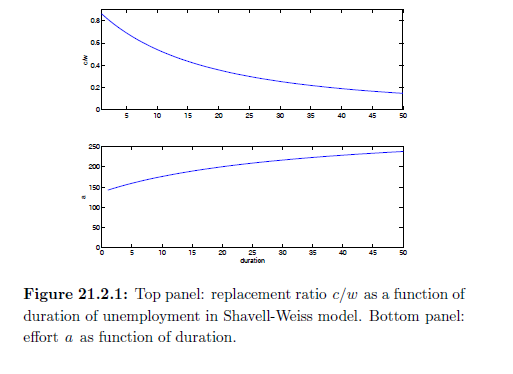 0.8
0.6
c/w
0.4
0.2
0
5 10 15 20 25 30 35 40 45 50
250
200
150
a
100
50
0
0 5 10 15 20 25 30 35 40 45 50
duration
Figure 21.2.1: Top panel: replacement ratio c/w as a function of
duration of unemployment in Shavell-Weiss model. Bottom panel:
effort a as function of duration.